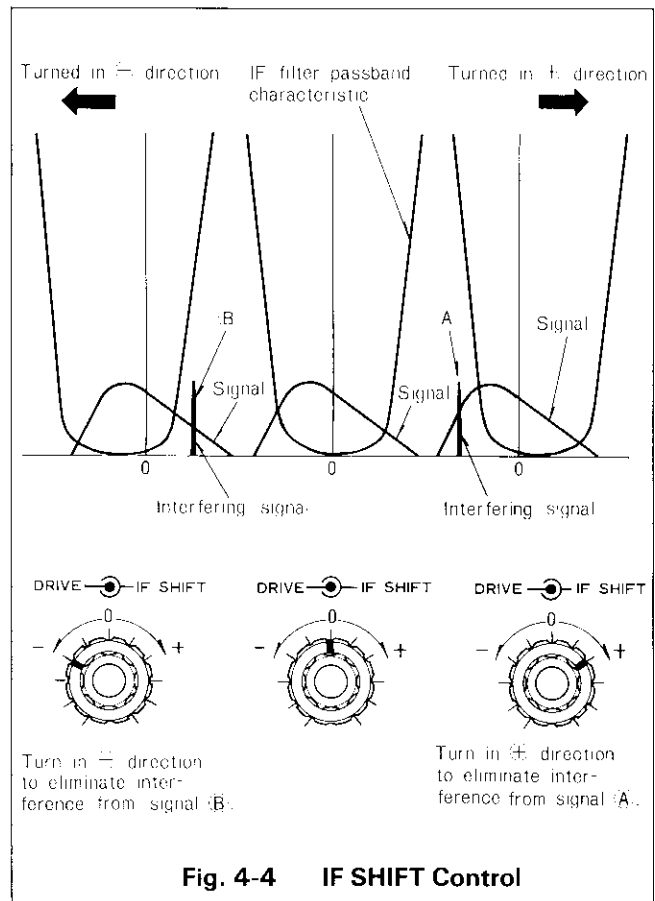 Turned in − direction
IF filter passband
characteristic
Turned in + direction
B
A
Signal
Signal
Signal
0
0
0
Interfering signal
Interfering signal
DRIVE IF SHIFT
DRIVE IF SHIFT
DRIVE IF SHIFT
0
0
0
− +
− +
− +
Turn in − direction
to eliminate inter-
ference from signal B.
Turn in + direction
to eliminate inter-
ference from signal A.
Fig. 4-4 IF SHIFT Control